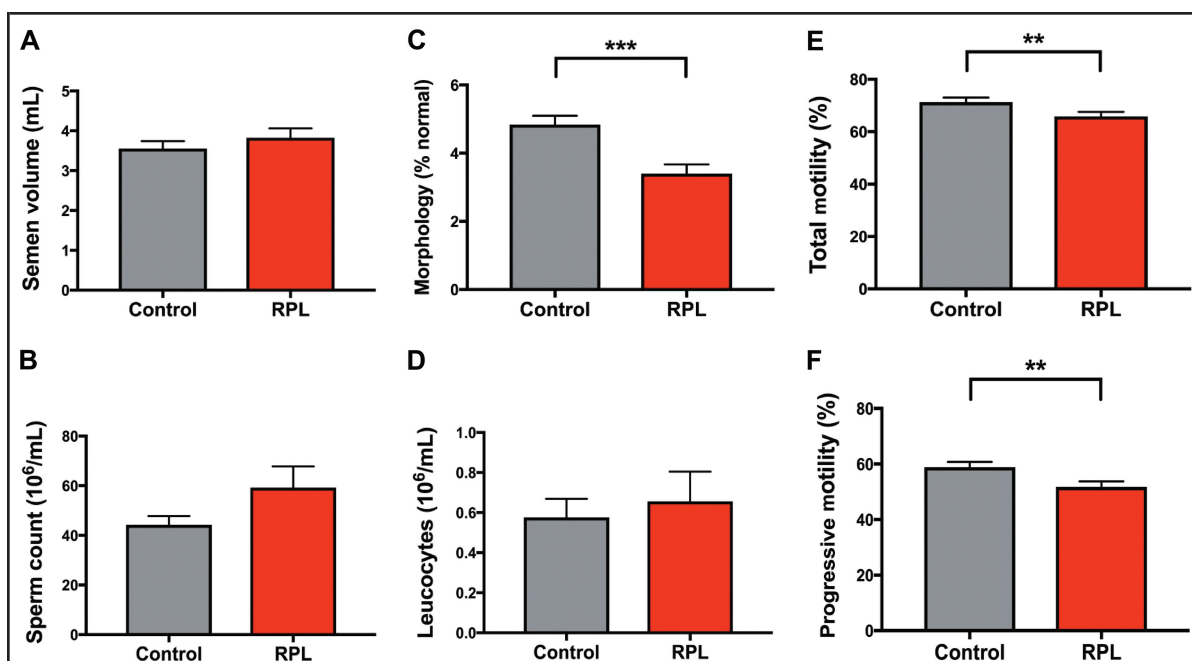 A
Semen volume (mL)
5
4
3
2
1
0
Control RPL
B
Sperm count (10⁶/mL)
80
60
40
20
0
Control RPL
C
***
Morphology (% normal)
6
4
2
0
Control RPL
D
Leucocytes (10⁶/mL)
1.0
0.8
0.6
0.4
0.2
0.0
Control RPL
E
**
Total motility (%)
80
60
40
20
0
Control RPL
F
**
Progressive motility (%)
80
60
40
20
0
Control RPL